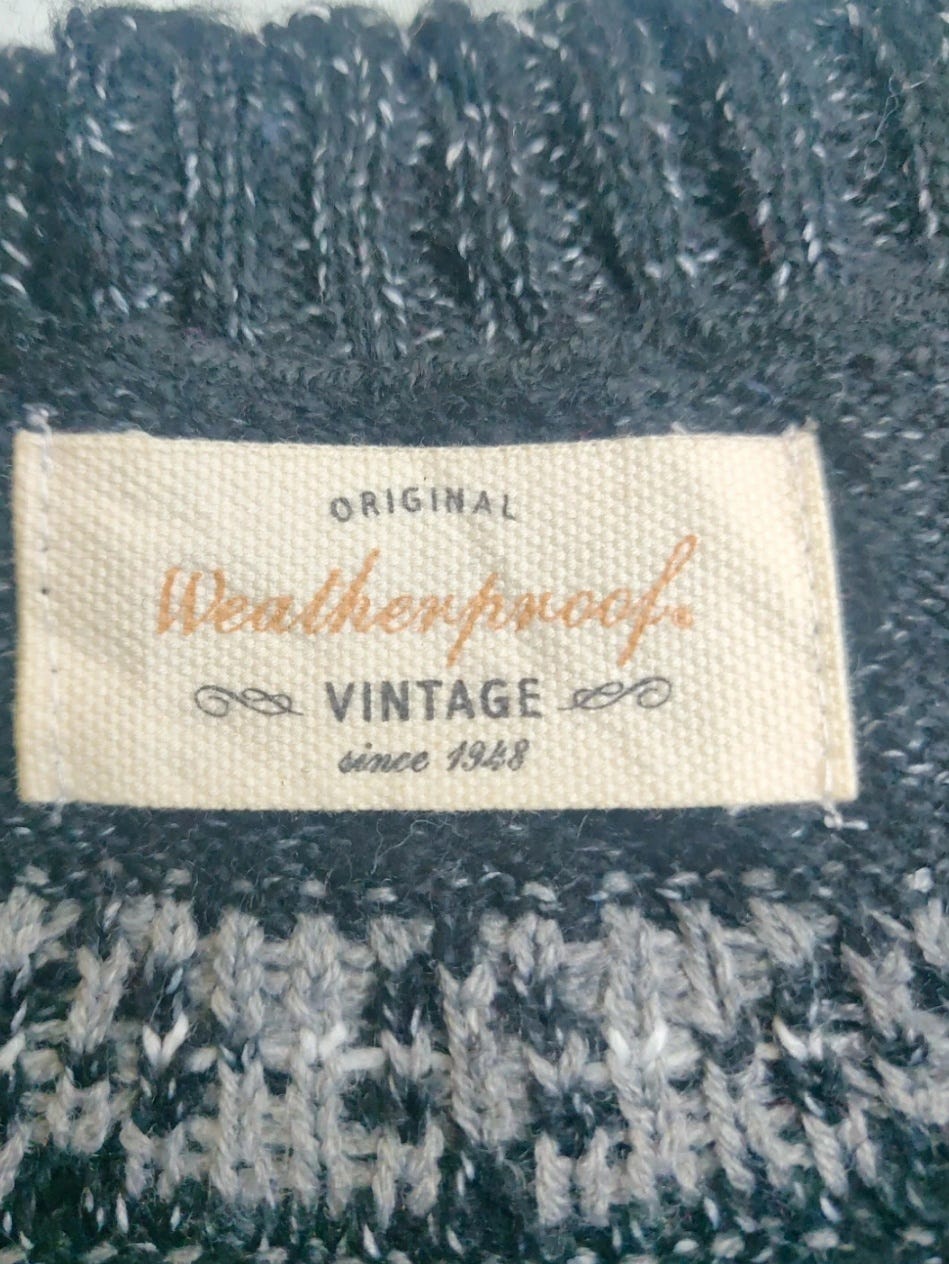 ORIGINAL
Weatherproof
VINTAGE
since 1948